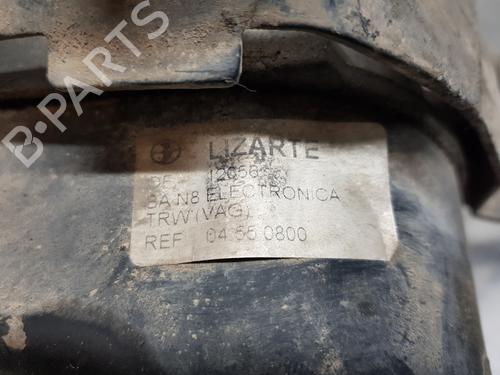 B-PARTS
LIZARTE
BA N8 ELECTRONICA
TRW (VAG)
REF 04.55.0800